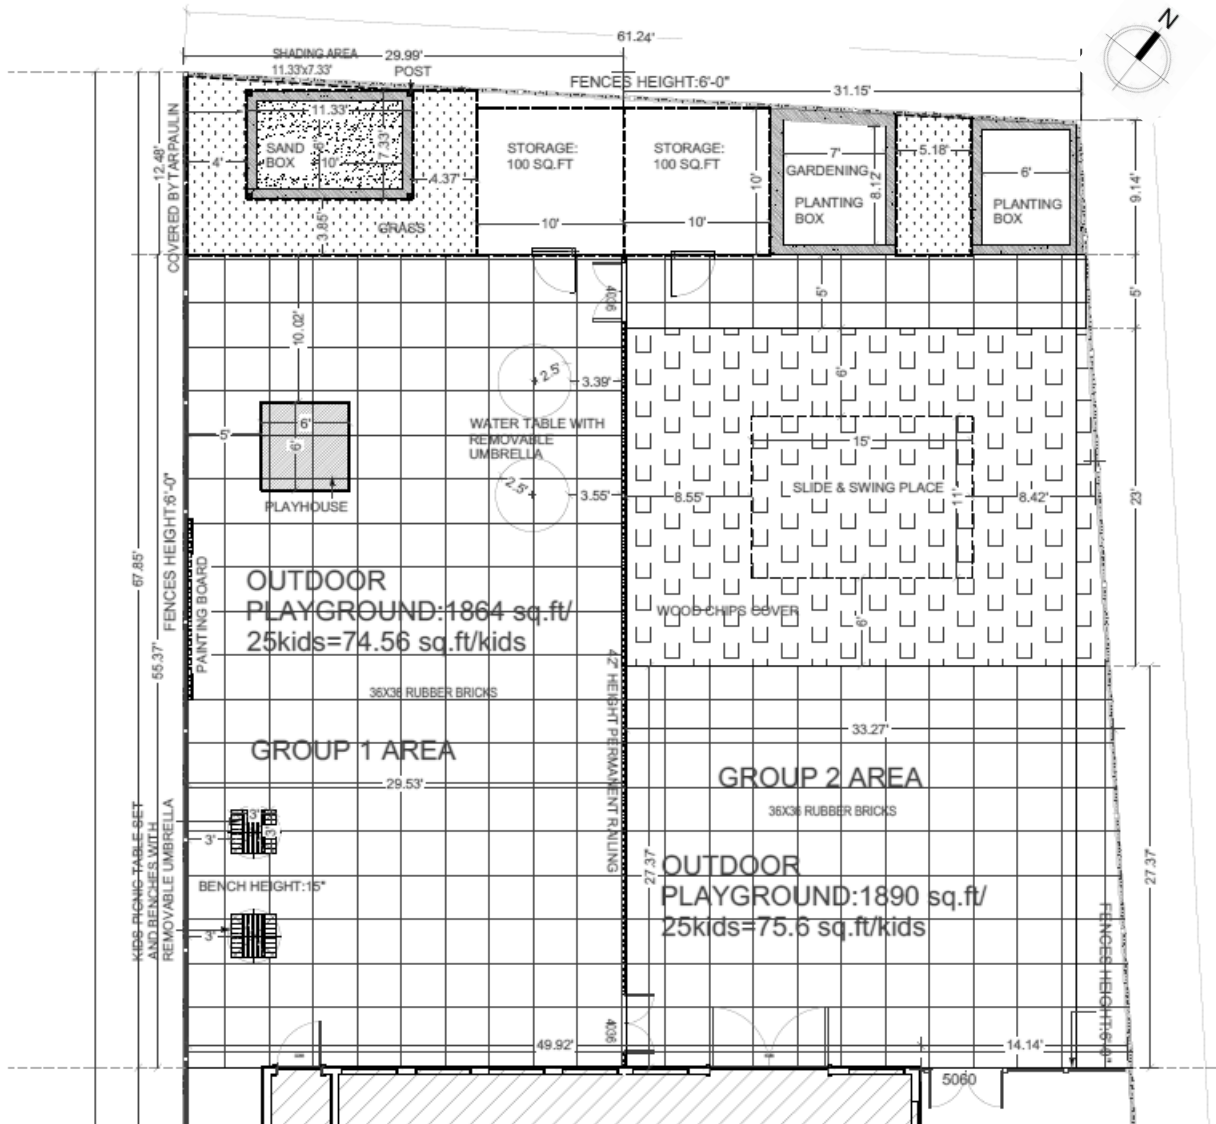 N
61.24'
SHADING AREA
11.33'x7.33'
29.99'
POST
FENCES HEIGHT:6'-0"
31.15'
COVERED BY TARPAULIN
12.48'
11.33'
SAND
BOX
6'
10'
7.33'
4'
4.37'
3.85'
GRASS
STORAGE:
100 SQ.FT
10'
STORAGE:
100 SQ.FT
10'
10'
7'
GARDENING
8.12'
PLANTING
BOX
5.18'
6'
PLANTING
BOX
9.14'
10.02'
4036
5'
5'
2.5'
3.39'
6'
6'
6'
5'
WATER TABLE WITH
REMOVABLE
UMBRELLA
2.5'
3.55'
PLAYHOUSE
15'
SLIDE & SWING PLACE
11'
8.55'
8.42'
23'
FENCES HEIGHT:6'-0"
67.85'
55.37'
PAINTING BOARD
OUTDOOR
PLAYGROUND:1864 sq.ft/
25kids=74.56 sq.ft/kids
WOOD CHIPS COVER
6'
36X36 RUBBER BRICKS
42" HEIGHT PERMANENT RAILING
33.27'
GROUP 1 AREA
29.53'
GROUP 2 AREA
36X36 RUBBER BRICKS
KIDS PICNIC TABLE SET
AND BENCHES WITH
REMOVABLE UMBRELLA
3'
3'
3'
BENCH HEIGHT:15"
3'
27.37'
OUTDOOR
PLAYGROUND:1890 sq.ft/
25kids=75.6 sq.ft/kids
27.37'
FENCES HEIGHT:6'-0"
4036
49.92'
14.14'
5060